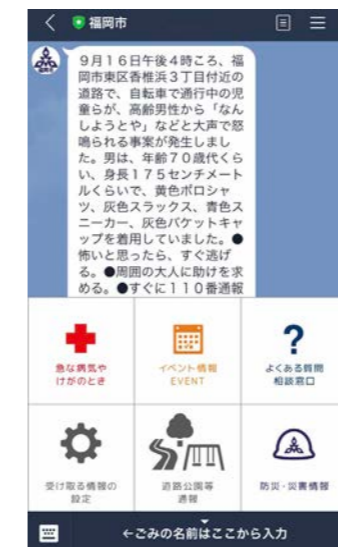 福岡市
9月16日午後4時ころ、福
岡市東区香椎浜3丁目付近の
道路で、自転車で通行中の児
童らが、高齢男性から「なん
しようとや」などと大声で怒
鳴られる事案が発生しまし
た。男は、年齢70歳代くら
い、身長175センチメート
ルくらいで、黄色ポロシャ
ツ、灰色スラックス、青色ス
ニーカー、灰色バケットキャ
ップを着用していました。●
怖いと思ったら、すぐ逃げ
る。●周囲の大人に助けを求
める。●すぐに110番通報
急な病気や
けがのとき
イベント情報
EVENT
?
よくある質問
相談窓口
受け取る情報の
設定
道路公園等
通報
防災・災害情報
←ごみの名前はここから入力